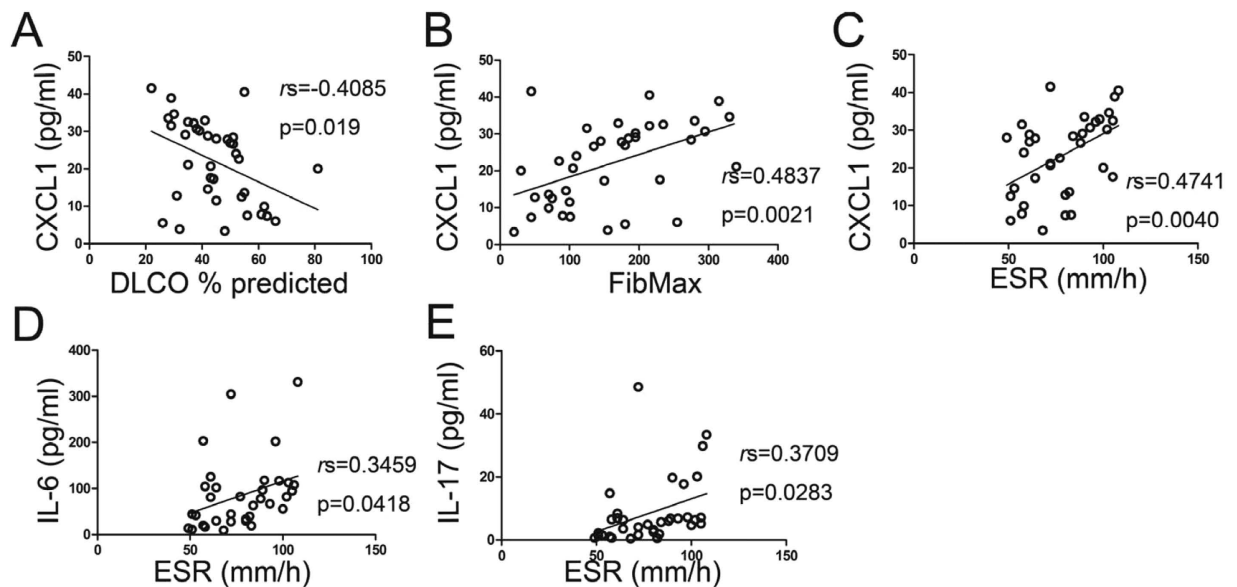 A
CXCL1 (pg/ml)
50
40
30
20
10
0
0 20 40 60 80 100
DLCO % predicted
rs=-0.4085
p=0.019
B
CXCL1 (pg/ml)
50
40
30
20
10
0
0 100 200 300 400
FibMax
rs=0.4837
p=0.0021
C
CXCL1 (pg/ml)
50
40
30
20
10
0
0 50 100 150
ESR (mm/h)
rs=0.4741
p=0.0040
D
IL-6 (pg/ml)
400
300
200
100
0
0 50 100 150
ESR (mm/h)
rs=0.3459
p=0.0418
E
IL-17 (pg/ml)
60
40
20
0
0 50 100 150
ESR (mm/h)
rs=0.3709
p=0.0283